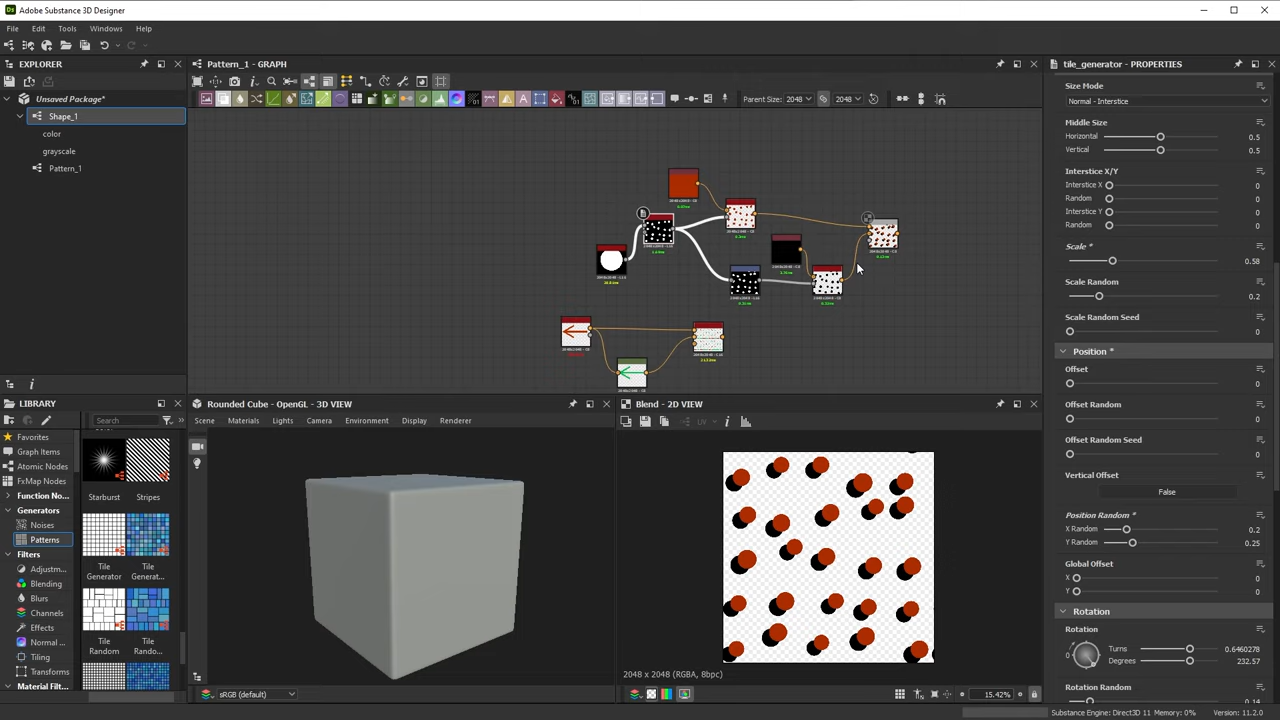 Adobe Substance 3D Designer
File Edit Tools Windows Help
EXPLORER
Unsaved Package*
Shape_1
color
grayscale
Pattern_1
Pattern_1 - GRAPH
Parent Size: 2048 2048
tile_generator - PROPERTIES
Size Mode
Normal - Interstice
Middle Size
Horizontal 0.5
Vertical 0.5
Interstice X/Y
Interstice X 0
Random 0
Interstice Y 0
Random 0
Scale * 0.58
Scale Random 0.2
Scale Random Seed 0
Position *
Offset 0
Offset Random 0
Offset Random Seed 0
Vertical Offset
False
Position Random *
X Random 0.2
Y Random 0.25
Global Offset
X 0
Y 0
Rotation
Rotation
Turns 0.6460278
Degrees 232.57
Rotation Random 0.14
LIBRARY
Search
Favorites
Graph Items
Atomic Nodes
FxMap Nodes
Function No...
Generators
Noises
Patterns
Filters
Adjustm...
Blending
Blurs
Channels
Effects
Normal ...
Tiling
Transforms
Material Filt...
Starburst Stripes
Tile Generator
Tile Generat...
Tile Random
Tile Rando...
Rounded Cube - OpenGL - 3D VIEW
Scene Materials Lights Camera Environment Display Renderer
sRGB (default)
Blend - 2D VIEW
UV
2048 x 2048 (RGBA, 8bpc)
15.42%
Substance Engine: Direct3D 11 Memory: 0% Version: 11.2.0